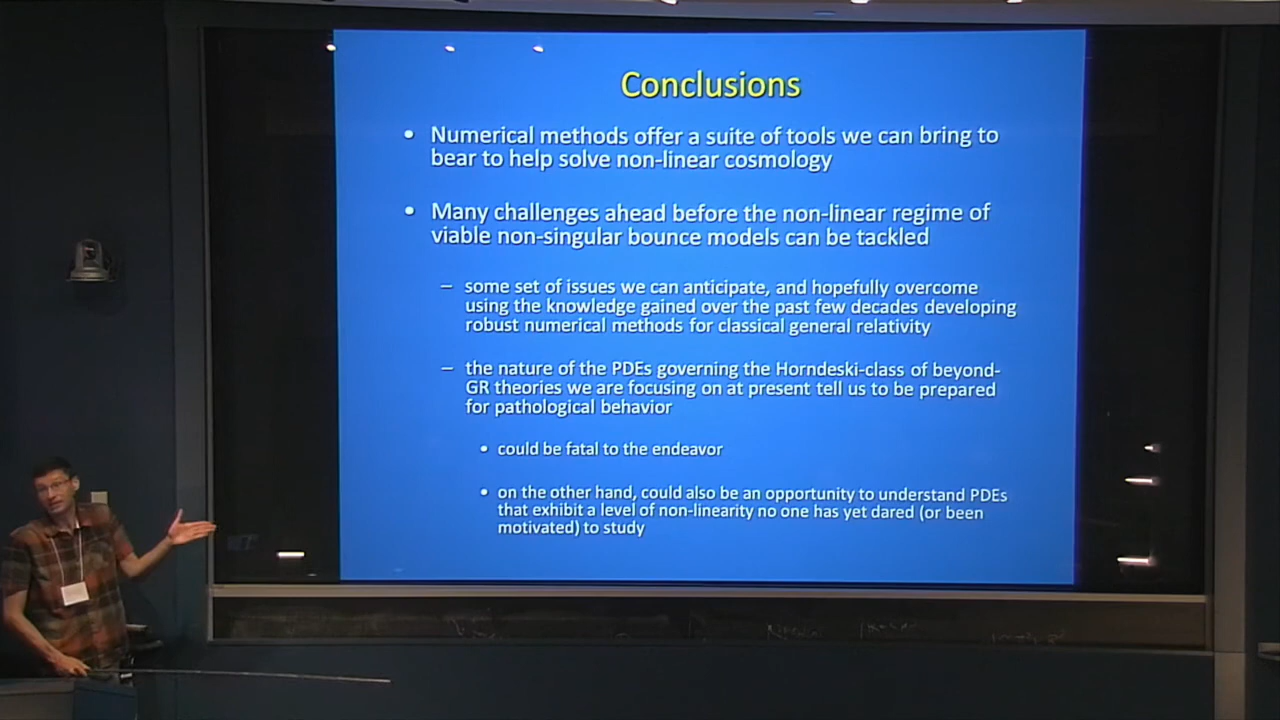 Conclusions
• Numerical methods offer a suite of tools we can bring to
bear to help solve non-linear cosmology
• Many challenges ahead before the non-linear regime of
viable non-singular bounce models can be tackled
– some set of issues we can anticipate, and hopefully overcome
using the knowledge gained over the past few decades developing
robust numerical methods for classical general relativity
– the nature of the PDEs governing the Horndeski-class of beyond-
GR theories we are focusing on at present tell us to be prepared
for pathological behavior
• could be fatal to the endeavor
• on the other hand, could also be an opportunity to understand PDEs
that exhibit a level of non-linearity no one has yet dared (or been
motivated) to study